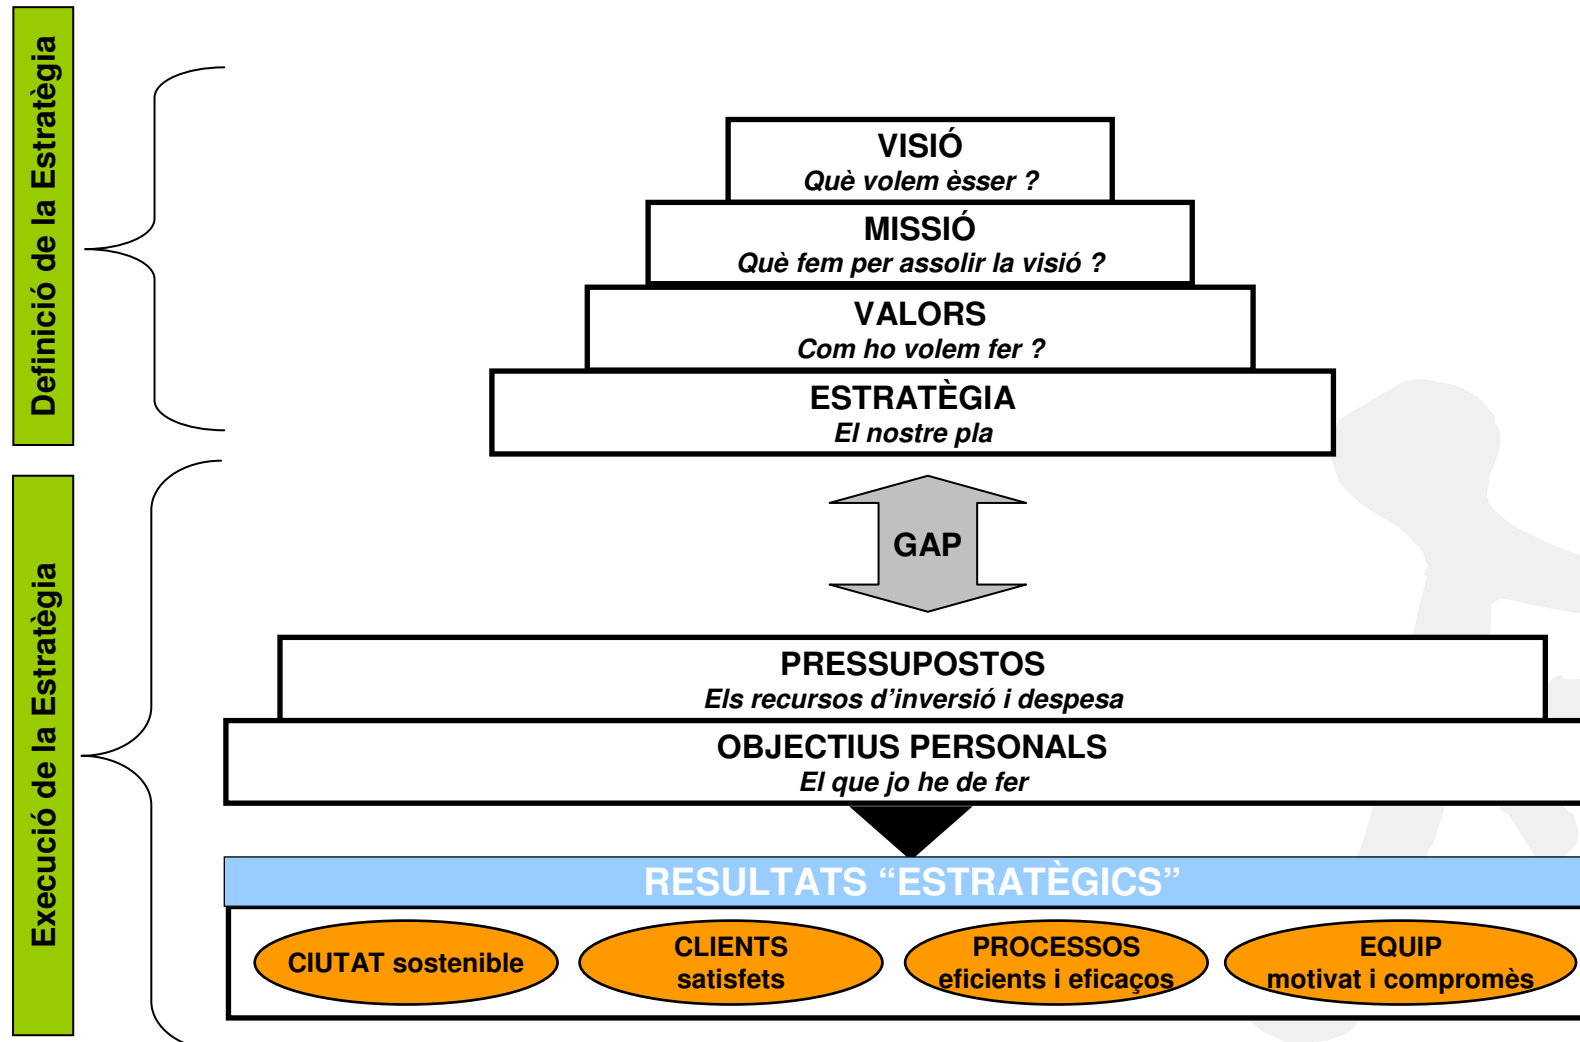 Definició de la Estratègia
VISIÓ
Què volem èsser ?
MISSIÓ
Què fem per assolir la visió ?
VALORS
Com ho volem fer ?
ESTRATÈGIA
El nostre pla
GAP
Execució de la Estratègia
PRESSUPOSTOS
Els recursos d’inversió i despesa
OBJECTIUS PERSONALS
El que jo he de fer
RESULTATS “ESTRATÈGICS”
CIUTAT sostenible
CLIENTS
satisfets
PROCESSOS
eficients i eficaços
EQUIP
motivat i compromès